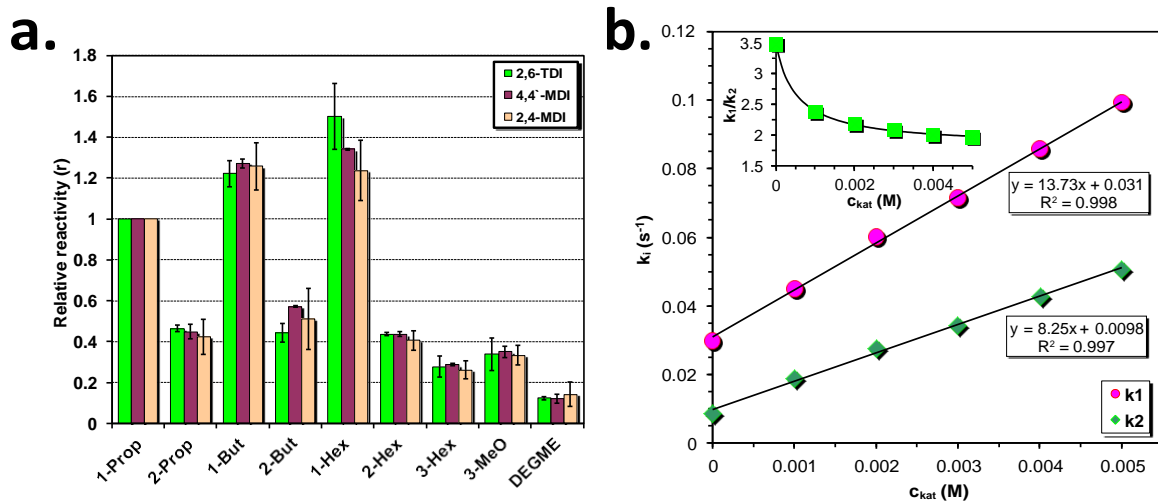 a.
1.8
1.6
1.4
1.2
1
0.8
0.6
0.4
0.2
0
Relative reactivity (r)
2,6-TDI
4,4`-MDI
2,4-MDI
1-Prop
2-Prop
1-But
2-But
1-Hex
2-Hex
3-Hex
3-MeO
DEGME
b.
0.12
0.1
0.08
0.06
0.04
0.02
0
ki (s-1)
3.5
3
2.5
2
1.5
k1/k2
0
0.002
0.004
ckat (M)
y = 13.73x + 0.031
R² = 0.998
y = 8.25x + 0.0098
R² = 0.997
k1
k2
0
0.001
0.002
0.003
0.004
0.005
ckat (M)